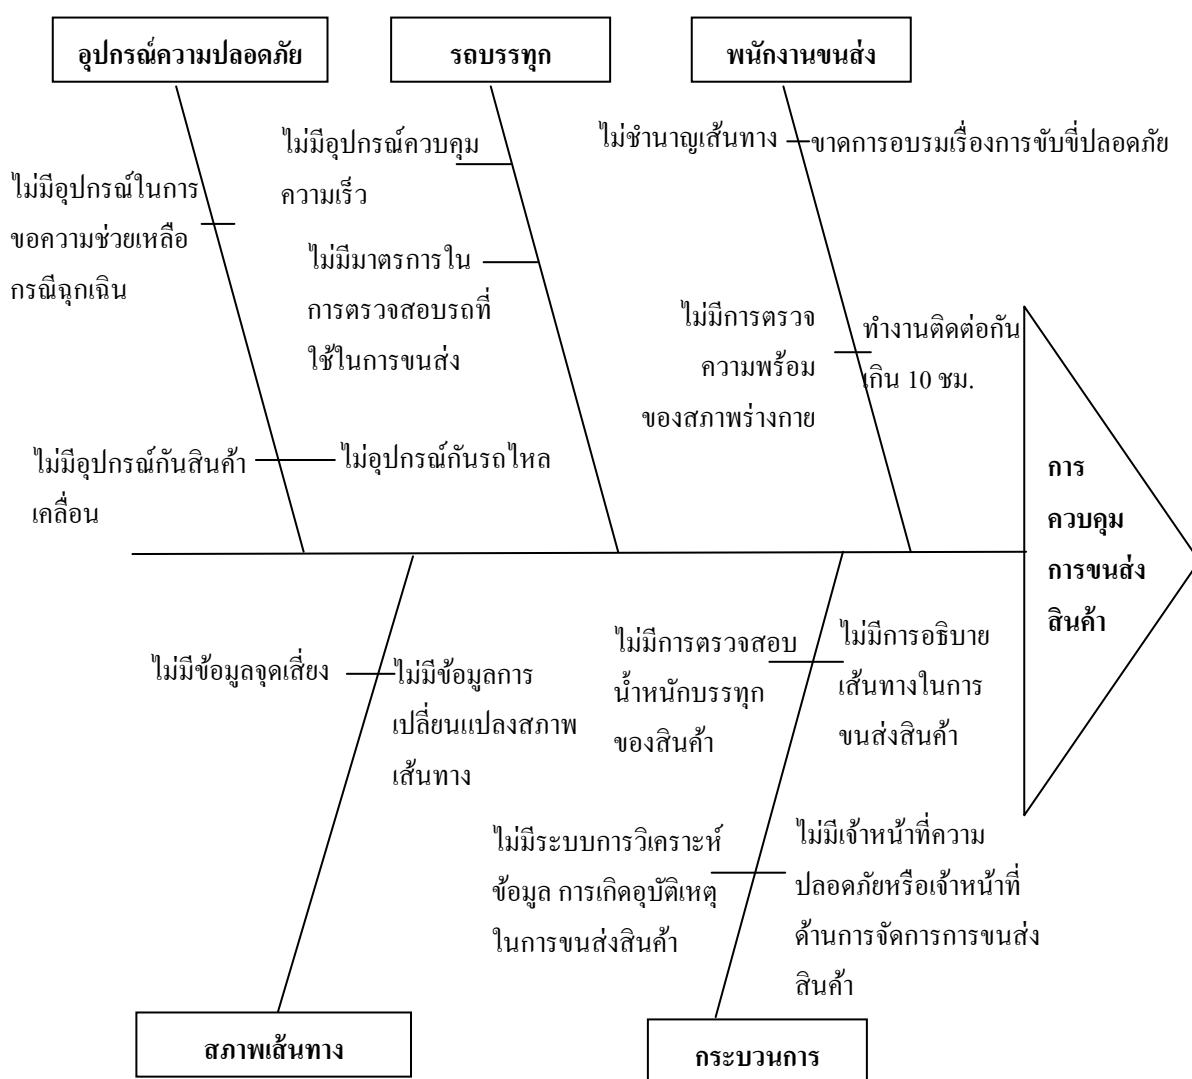 อุปกรณ์ความปลอดภัย
รถบรรทุก
พนักงานขนส่ง
ไม่มีอุปกรณ์ในการ
ขอความช่วยเหลือ
กรณีฉุกเฉิน
ไม่มีอุปกรณ์กันสินค้า
เคลื่อน
ไม่อุปกรณ์กันรถไหล
ไม่มีอุปกรณ์ควบคุม
ความเร็ว
ไม่มีมาตรการใน
การตรวจสอบรถที่
ใช้ในการขนส่ง
ไม่ชำนาญเส้นทาง
ขาดการอบรมเรื่องการขับขี่ปลอดภัย
ไม่มีการตรวจ
ความพร้อม
ของสภาพร่างกาย
ทำงานติดต่อกัน
เกิน 10 ชม.
การ
ควบคุม
การขนส่ง
สินค้า
ไม่มีข้อมูลจุดเสี่ยง
ไม่มีข้อมูลการ
เปลี่ยนแปลงสภาพ
เส้นทาง
ไม่มีการตรวจสอบ
น้ำหนักบรรทุก
ของสินค้า
ไม่มีการอธิบาย
เส้นทางในการ
ขนส่งสินค้า
ไม่มีระบบการวิเคราะห์
ข้อมูล การเกิดอุบัติเหตุ
ในการขนส่งสินค้า
ไม่มีเจ้าหน้าที่ความ
ปลอดภัยหรือเจ้าหน้าที่
ด้านการจัดการการขนส่ง
สินค้า
สภาพเส้นทาง
กระบวนการ